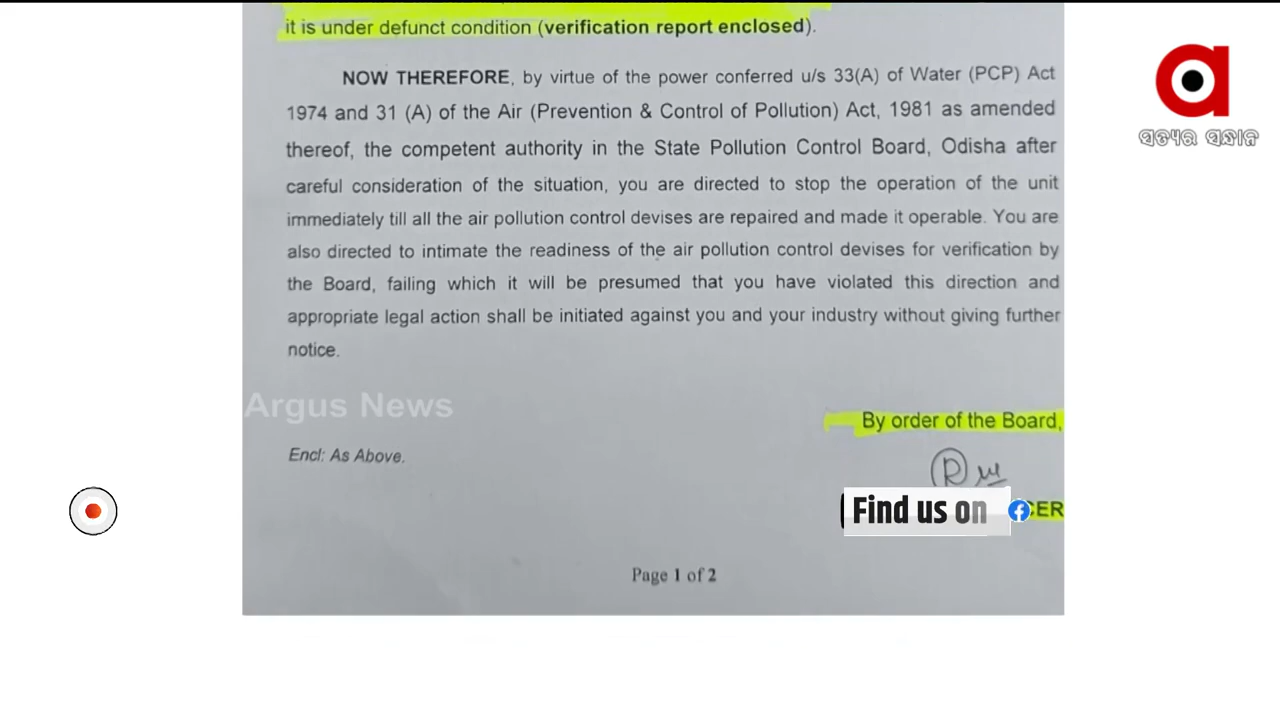 it is under defunct condition (verification report enclosed).
NOW THEREFORE, by virtue of the power conferred u/s 33(A) of Water (PCP) Act
1974 and 31 (A) of the Air (Prevention & Control of Pollution) Act, 1981 as amended
thereof, the competent authority in the State Pollution Control Board, Odisha after
careful consideration of the situation, you are directed to stop the operation of the unit
immediately till all the air pollution control devises are repaired and made it operable. You are
also directed to intimate the readiness of the air pollution control devises for verification by
the Board, failing which it will be presumed that you have violated this direction and
appropriate legal action shall be initiated against you and your industry without giving further
notice.
Argus News
By order of the Board,
Encl: As Above.
Find us on
CER
Page 1 of 2
ସତ୍ୟର ସନ୍ଧାନ